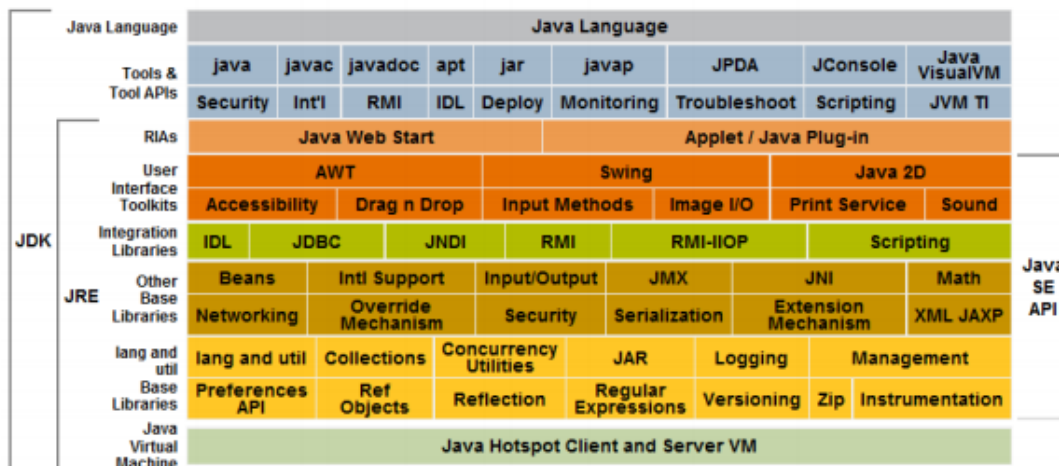 Java Language
Java Language
Tools &
Tool APIs
java javac javadoc apt jar javap JPDA JConsole Java
VisualVM
Security Int'l RMI IDL Deploy Monitoring Troubleshoot Scripting JVM TI
RIAs
Java Web Start Applet / Java Plug-in
User
Interface
Toolkits
AWT Swing Java 2D
Accessibility Drag n Drop Input Methods Image I/O Print Service Sound
JDK
Integration
Libraries
IDL JDBC JNDI RMI RMI-IIOP Scripting
JRE
Other
Base
Libraries
Beans Intl Support Input/Output JMX JNI Math
Networking Override
Mechanism Security Serialization Extension
Mechanism XML JAXP
Java
SE
API
lang and
util
Base
Libraries
lang and util Collections Concurrency
Utilities JAR Logging Management
Preferences
API Ref
Objects Reflection Regular
Expressions Versioning Zip Instrumentation
Java
Virtual
Machine
Java Hotspot Client and Server VM